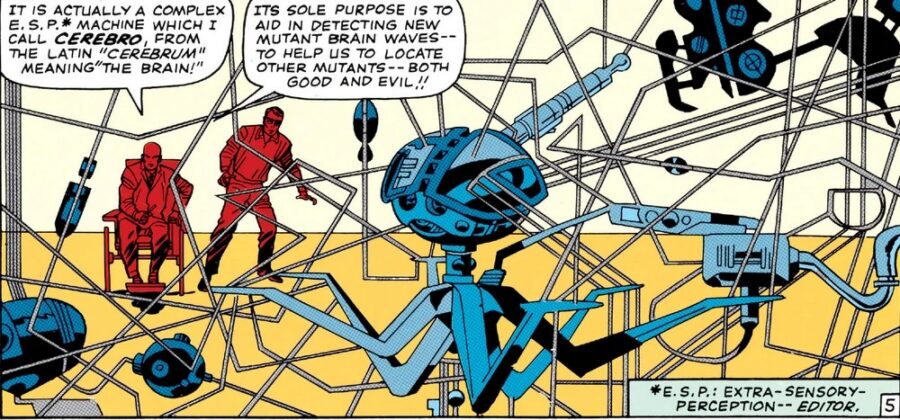 IT IS ACTUALLY A COMPLEX
E.S.P.* MACHINE WHICH I
CALL CEREBRO, FROM
THE LATIN "CEREBRUM"
MEANING "THE BRAIN!"
ITS SOLE PURPOSE IS TO
AID IN DETECTING NEW
MUTANT BRAIN WAVES--
TO HELP US TO LOCATE
OTHER MUTANTS--BOTH
GOOD AND EVIL!!
*E.S.P.: EXTRA-SENSORY-
PERCEPTION-- EDITOR.
5